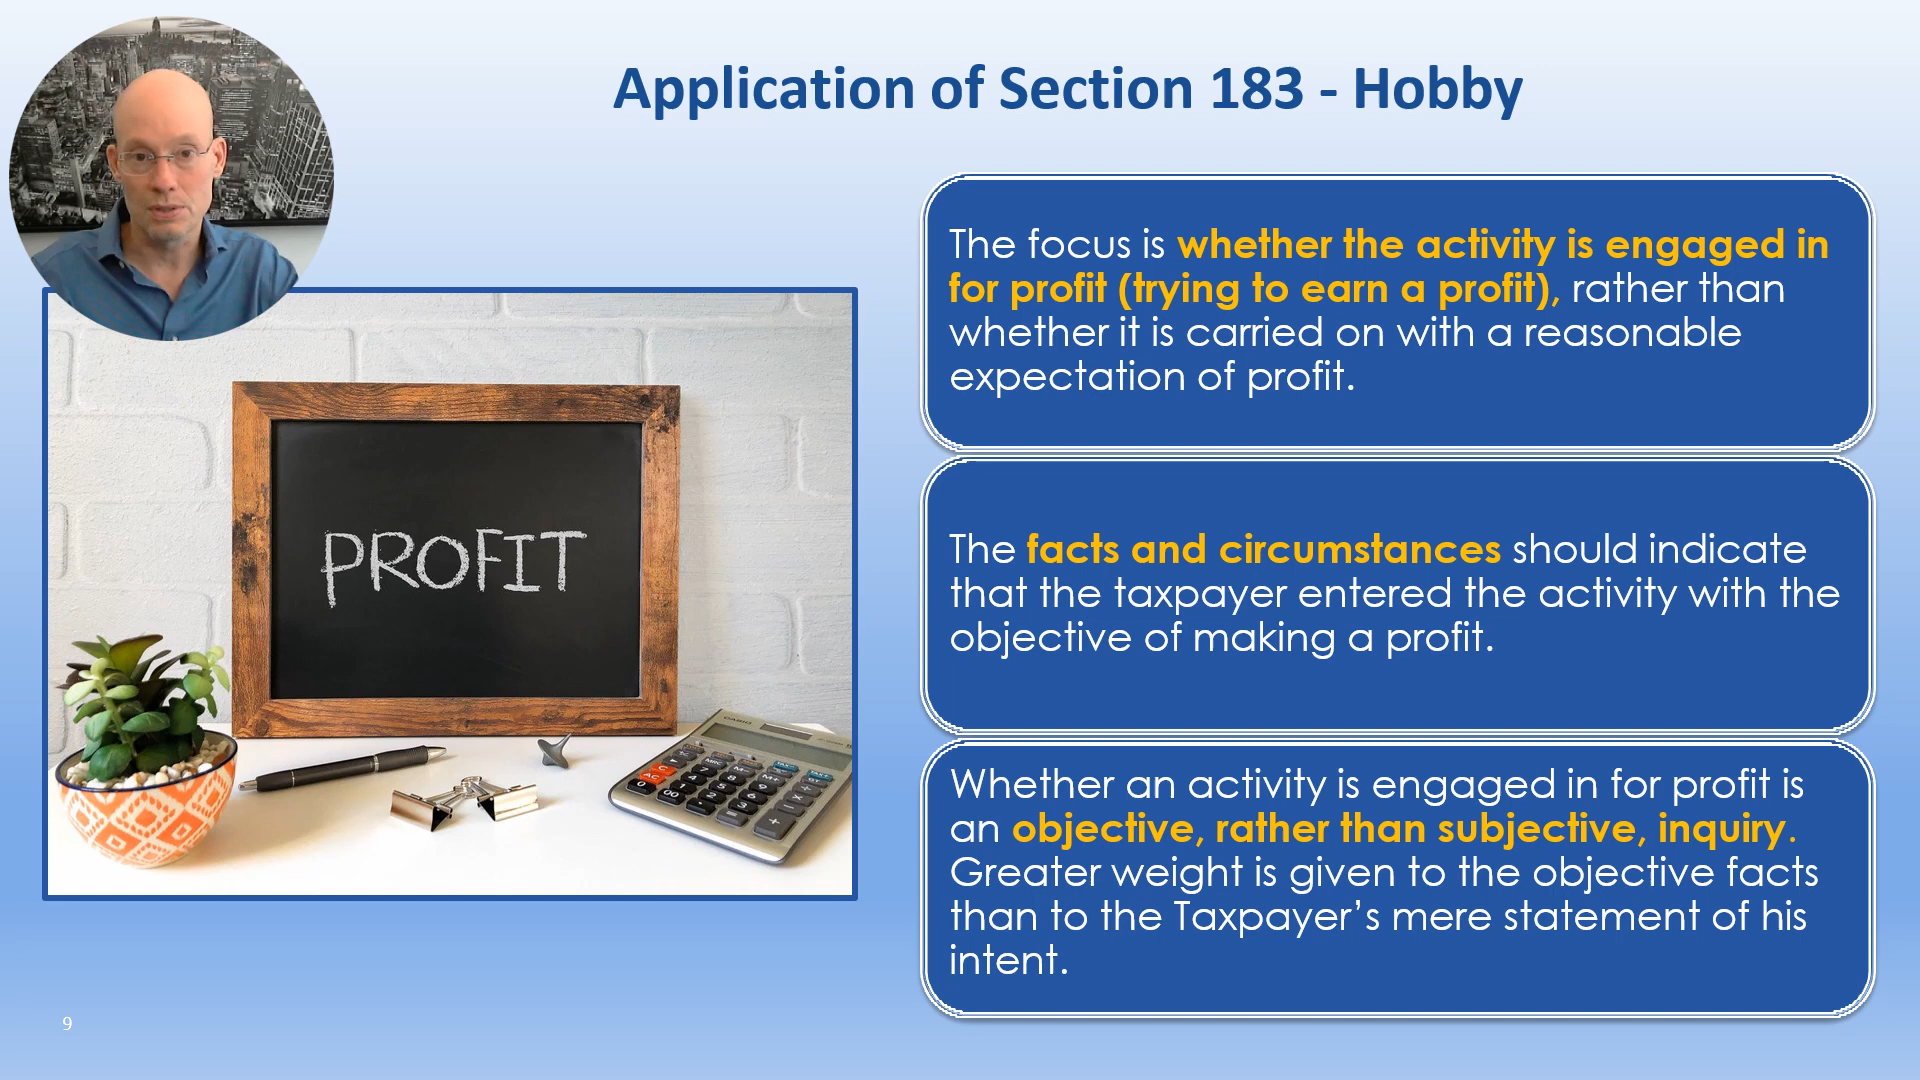 Application of Section 183 - Hobby
The focus is whether the activity is engaged in
for profit (trying to earn a profit), rather than
whether it is carried on with a reasonable
expectation of profit.
The facts and circumstances should indicate
that the taxpayer entered the activity with the
objective of making a profit.
Whether an activity is engaged in for profit is
an objective, rather than subjective, inquiry.
Greater weight is given to the objective facts
than to the Taxpayer’s mere statement of his
intent.
PROFIT
CASIO
9